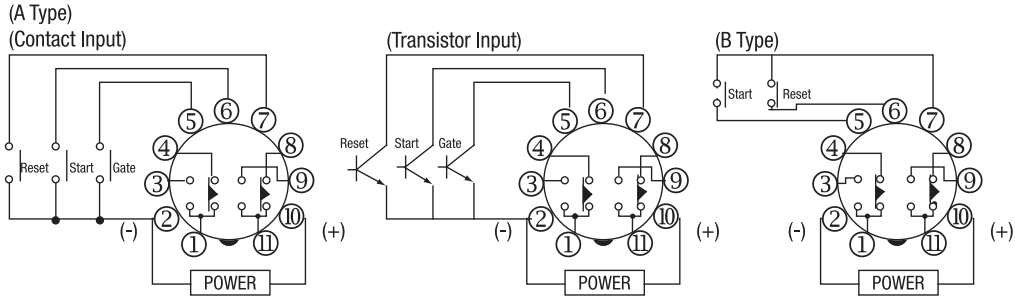 (A Type)
(Contact Input)
Reset
Start
Gate
5
6
7
4
8
3
9
2
10
1
11
(-)
(+)
POWER
(Transistor Input)
Reset
Start
Gate
5
6
7
4
8
3
9
2
10
1
11
(-)
(+)
POWER
(B Type)
Start
Reset
5
6
7
4
8
3
9
2
10
1
11
(-)
(+)
POWER